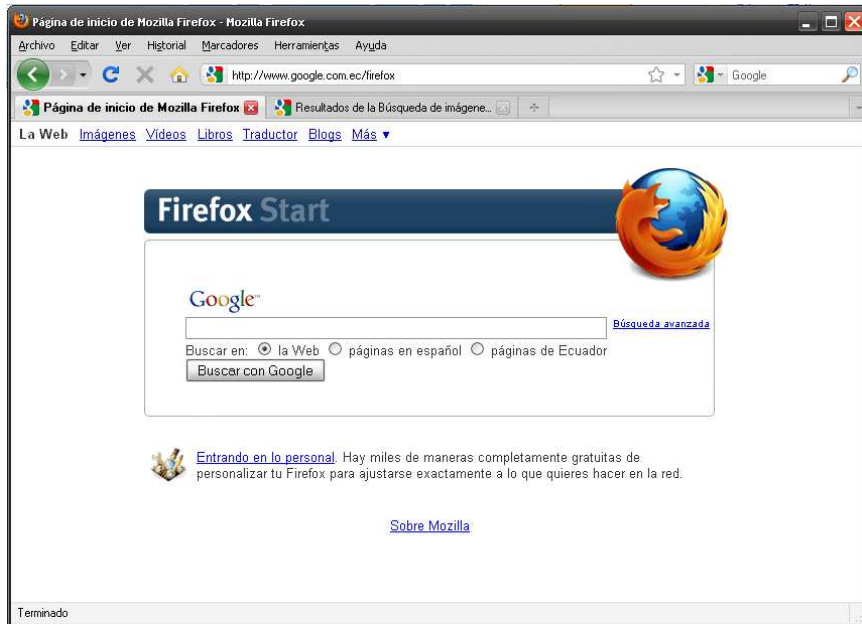 Página de inicio de Mozilla Firefox - Mozilla Firefox
Archivo Editar Ver Historial Marcadores Herramientas Ayuda
http://www.google.com.ec/firefox Google
Página de inicio de Mozilla Firefox Resultados de la Búsqueda de imágene...
La Web Imágenes Vídeos Libros Traductor Blogs Más ▼
Firefox Start
Google™
Búsqueda avanzada
Buscar en: la Web páginas en español páginas de Ecuador
Buscar con Google
Entrando en lo personal. Hay miles de maneras completamente gratuitas de
personalizar tu Firefox para ajustarse exactamente a lo que quieres hacer en la red.
Sobre Mozilla
Terminado